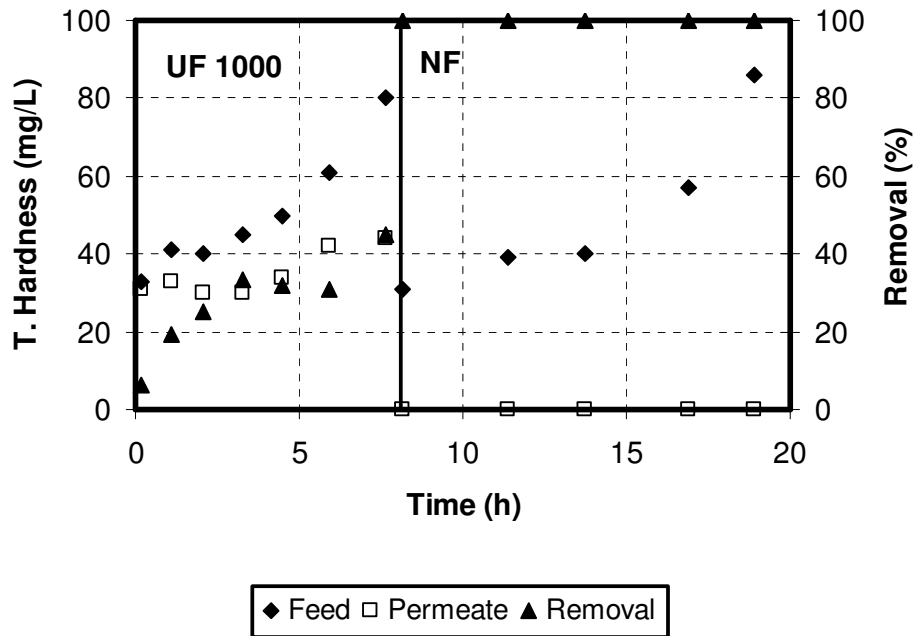 100
80
60
40
20
0
T. Hardness (mg/L)
UF 1000
NF
100
80
60
40
20
0
Removal (%)
0 5 10 15 20
Time (h)
Feed Permeate Removal